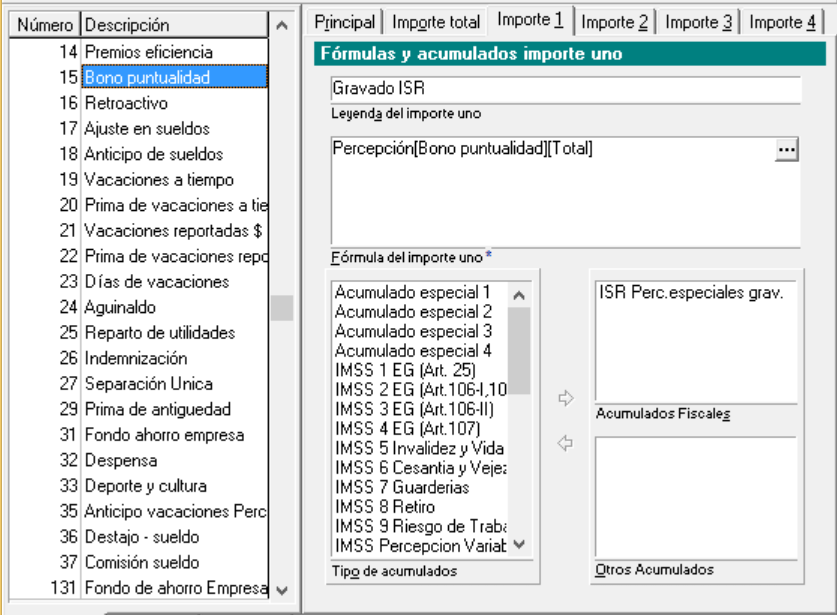 Número Descripción
14 Premios eficiencia
15 Bono puntualidad
16 Retroactivo
17 Ajuste en sueldos
18 Anticipo de sueldos
19 Vacaciones a tiempo
20 Prima de vacaciones a tie
21 Vacaciones reportadas $
22 Prima de vacaciones repo
23 Días de vacaciones
24 Aguinaldo
25 Reparto de utilidades
26 Indemnización
27 Separación Unica
29 Prima de antiguedad
31 Fondo ahorro empresa
32 Despensa
33 Deporte y cultura
35 Anticipo vacaciones Perc
36 Destajo - sueldo
37 Comisión sueldo
131 Fondo de ahorro Empresa
Principal Importe total Importe 1 Importe 2 Importe 3 Importe 4
Fórmulas y acumulados importe uno
Gravado ISR
Leyenda del importe uno
Percepción[Bono puntualidad][Total]
...
Fórmula del importe uno *
Acumulado especial 1
Acumulado especial 2
Acumulado especial 3
Acumulado especial 4
IMSS 1 EG (Art. 25)
IMSS 2 EG (Art.106-I,10
IMSS 3 EG (Art.106-II)
IMSS 4 EG (Art.107)
IMSS 5 Invalidez y Vida
IMSS 6 Cesantia y Vejez
IMSS 7 Guarderias
IMSS 8 Retiro
IMSS 9 Riesgo de Traba
IMSS Percepcion Variab
Tipo de acumulados
ISR Perc.especiales grav.
Acumulados Fiscales
Otros Acumulados